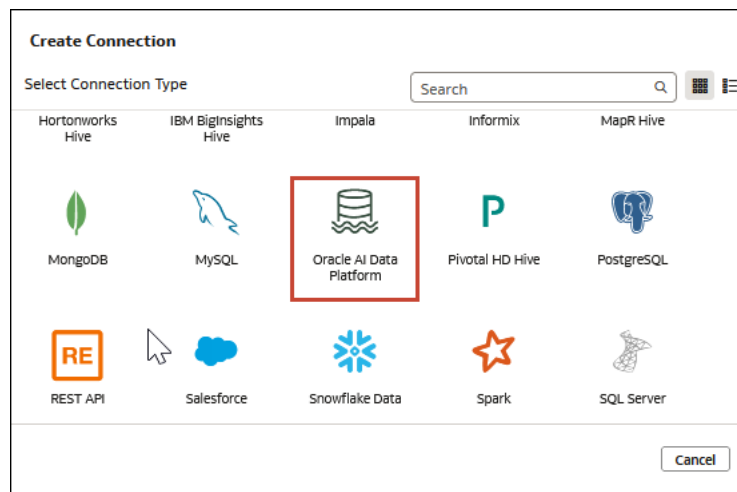 Create Connection
Select Connection Type
Search
Hortonworks
Hive
IBM BigInsights
Hive
Impala
Informix
MapR Hive
MongoDB
MySQL
Oracle AI Data
Platform
P
Pivotal HD Hive
PostgreSQL
RE
REST API
Salesforce
Snowflake Data
Spark
SQL Server
Cancel